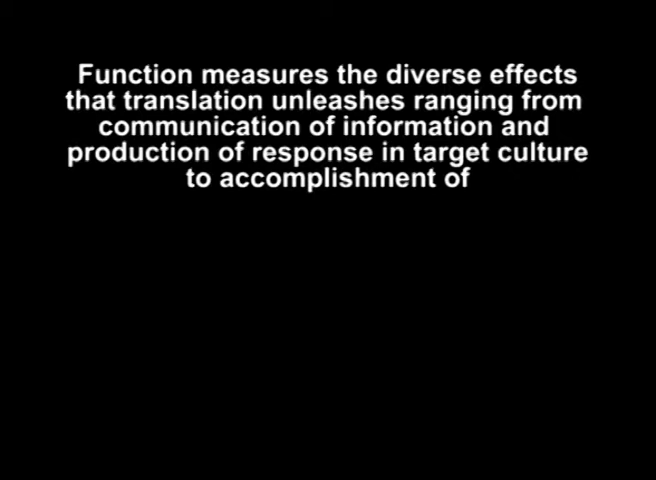 Function measures the diverse effects
that translation unleashes ranging from
communication of information and
production of response in target culture
to accomplishment of